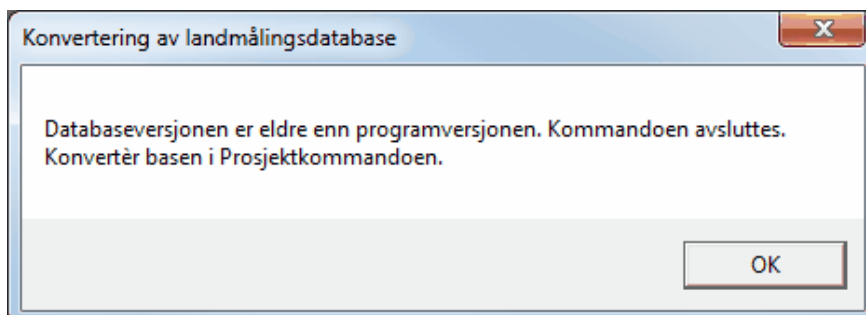 Konvertering av landmålingsdatabase
Databaseversjonen er eldre enn programversjonen. Kommandoen avsluttes.
Konvertèr basen i Prosjektkommandoen.
OK